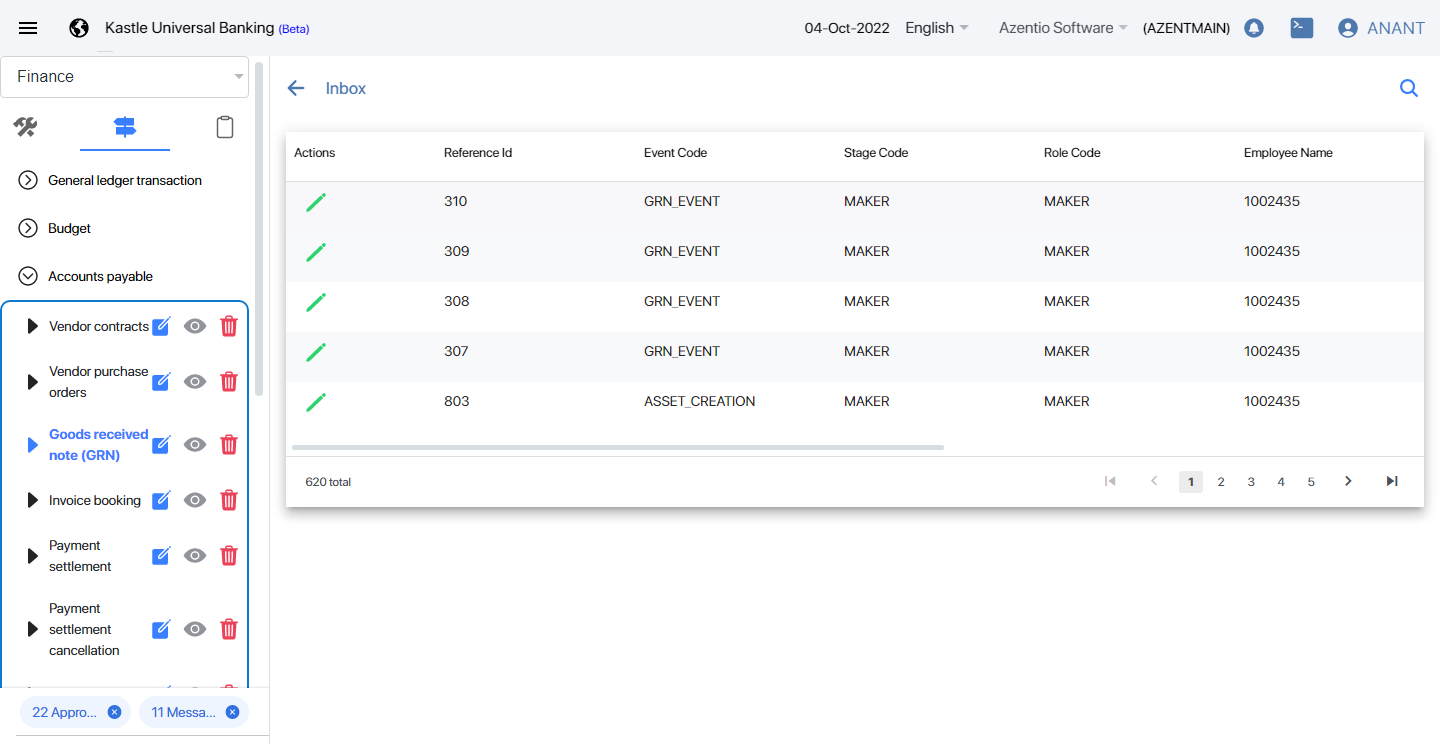 Kastle Universal Banking (Beta)
04-Oct-2022 English Azentio Software (AZENTMAIN) ANANT
Finance
General ledger transaction
Budget
Accounts payable
Vendor contracts
Vendor purchase
orders
Goods received
note (GRN)
Invoice booking
Payment
settlement
Payment
settlement
cancellation
22 Appro... 11 Messa...
Inbox
Actions Reference Id Event Code Stage Code Role Code Employee Name
310 GRN_EVENT MAKER MAKER 1002435
309 GRN_EVENT MAKER MAKER 1002435
308 GRN_EVENT MAKER MAKER 1002435
307 GRN_EVENT MAKER MAKER 1002435
803 ASSET_CREATION MAKER MAKER 1002435
620 total 1 2 3 4 5